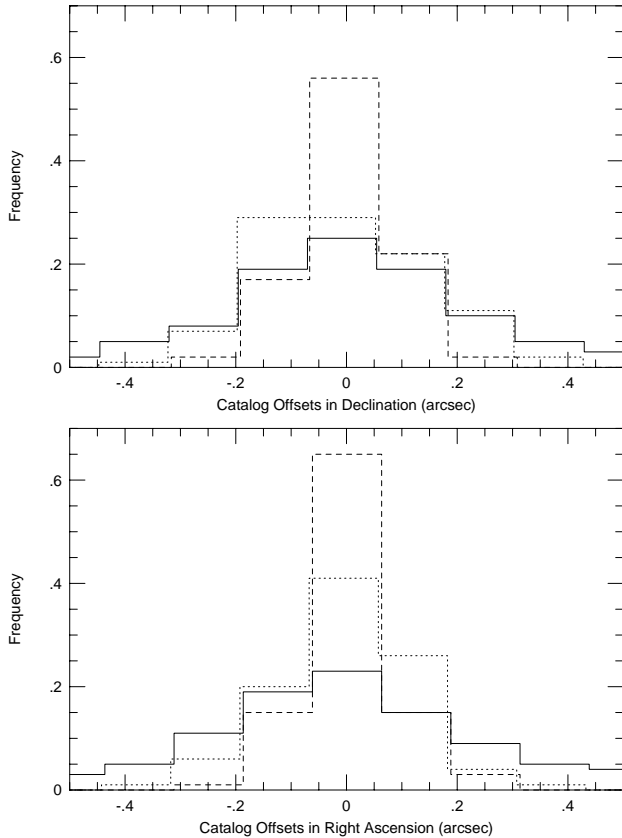 .6
.4
.2
0
Frequency
-.4 -.2 0 .2 .4
Catalog Offsets in Declination (arcsec)
.6
.4
.2
0
Frequency
-.4 -.2 0 .2 .4
Catalog Offsets in Right Ascension (arcsec)